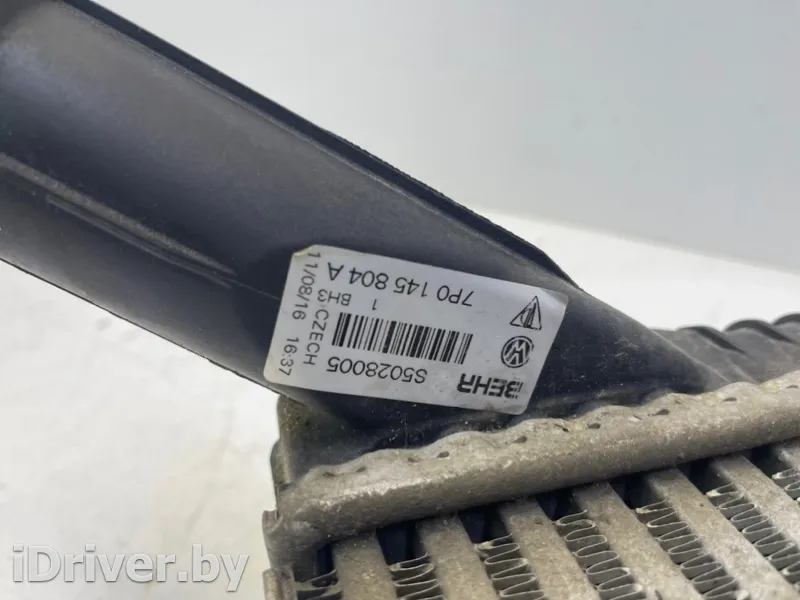 BEHR
S5028005
1 BH3
CZECH
11/08/16 16:37
7P0 145 804 A
iDriver.by